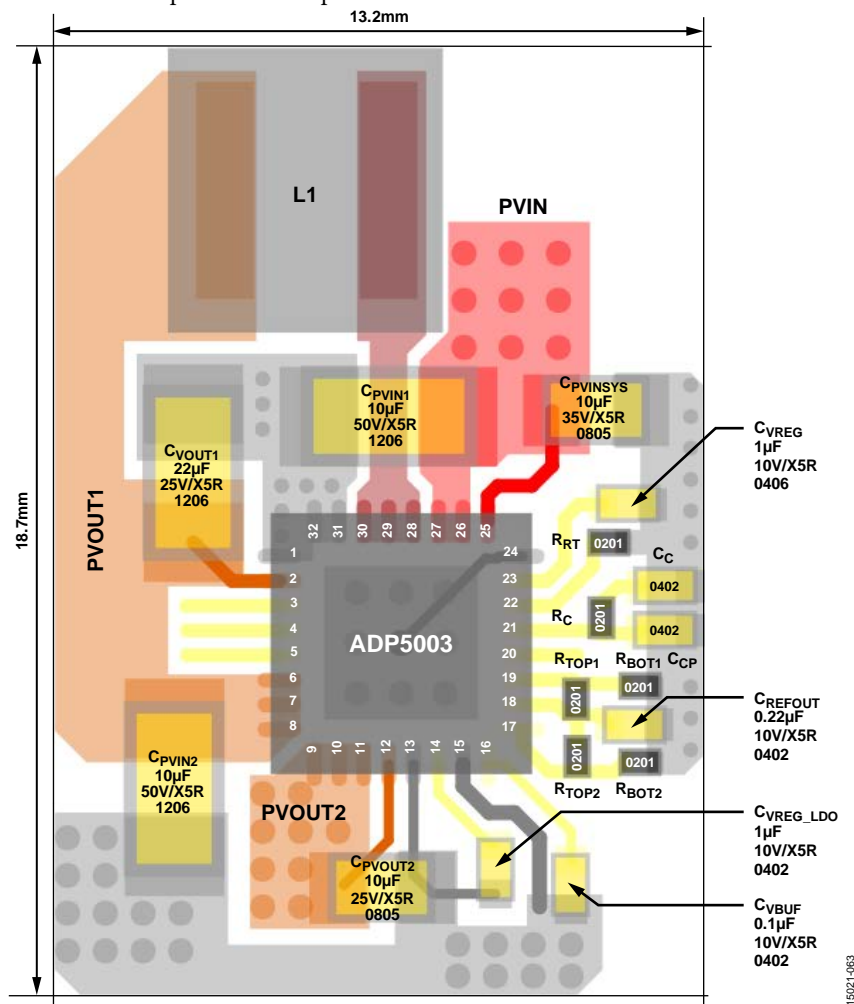 13.2mm
18.7mm
L1
PVIN
PVOUT1
CPVIN1
10µF
50V/X5R
1206
CPVINSYS
10µF
35V/X5R
0805
CVOUT1
22µF
25V/X5R
1206
CVREG
1µF
10V/X5R
0406
32 31 30 29 28 27 26 25
1
2
3
4
5
6
7
8
24
23
22
21
20
19
18
17
ADP5003
9 10 11 12 13 14 15 16
RRT
0201
CC
0402
RC
0201
0402
RTOP1
RBOT1
CCP
0201
0201
CREFOUT
0.22µF
10V/X5R
0402
0201
0201
RTOP2
RBOT2
CPVIN2
10µF
50V/X5R
1206
PVOUT2
CPVOUT2
10µF
25V/X5R
0805
CVREG_LDO
1µF
10V/X5R
0402
CVBUF
0.1µF
10V/X5R
0402
15021-063